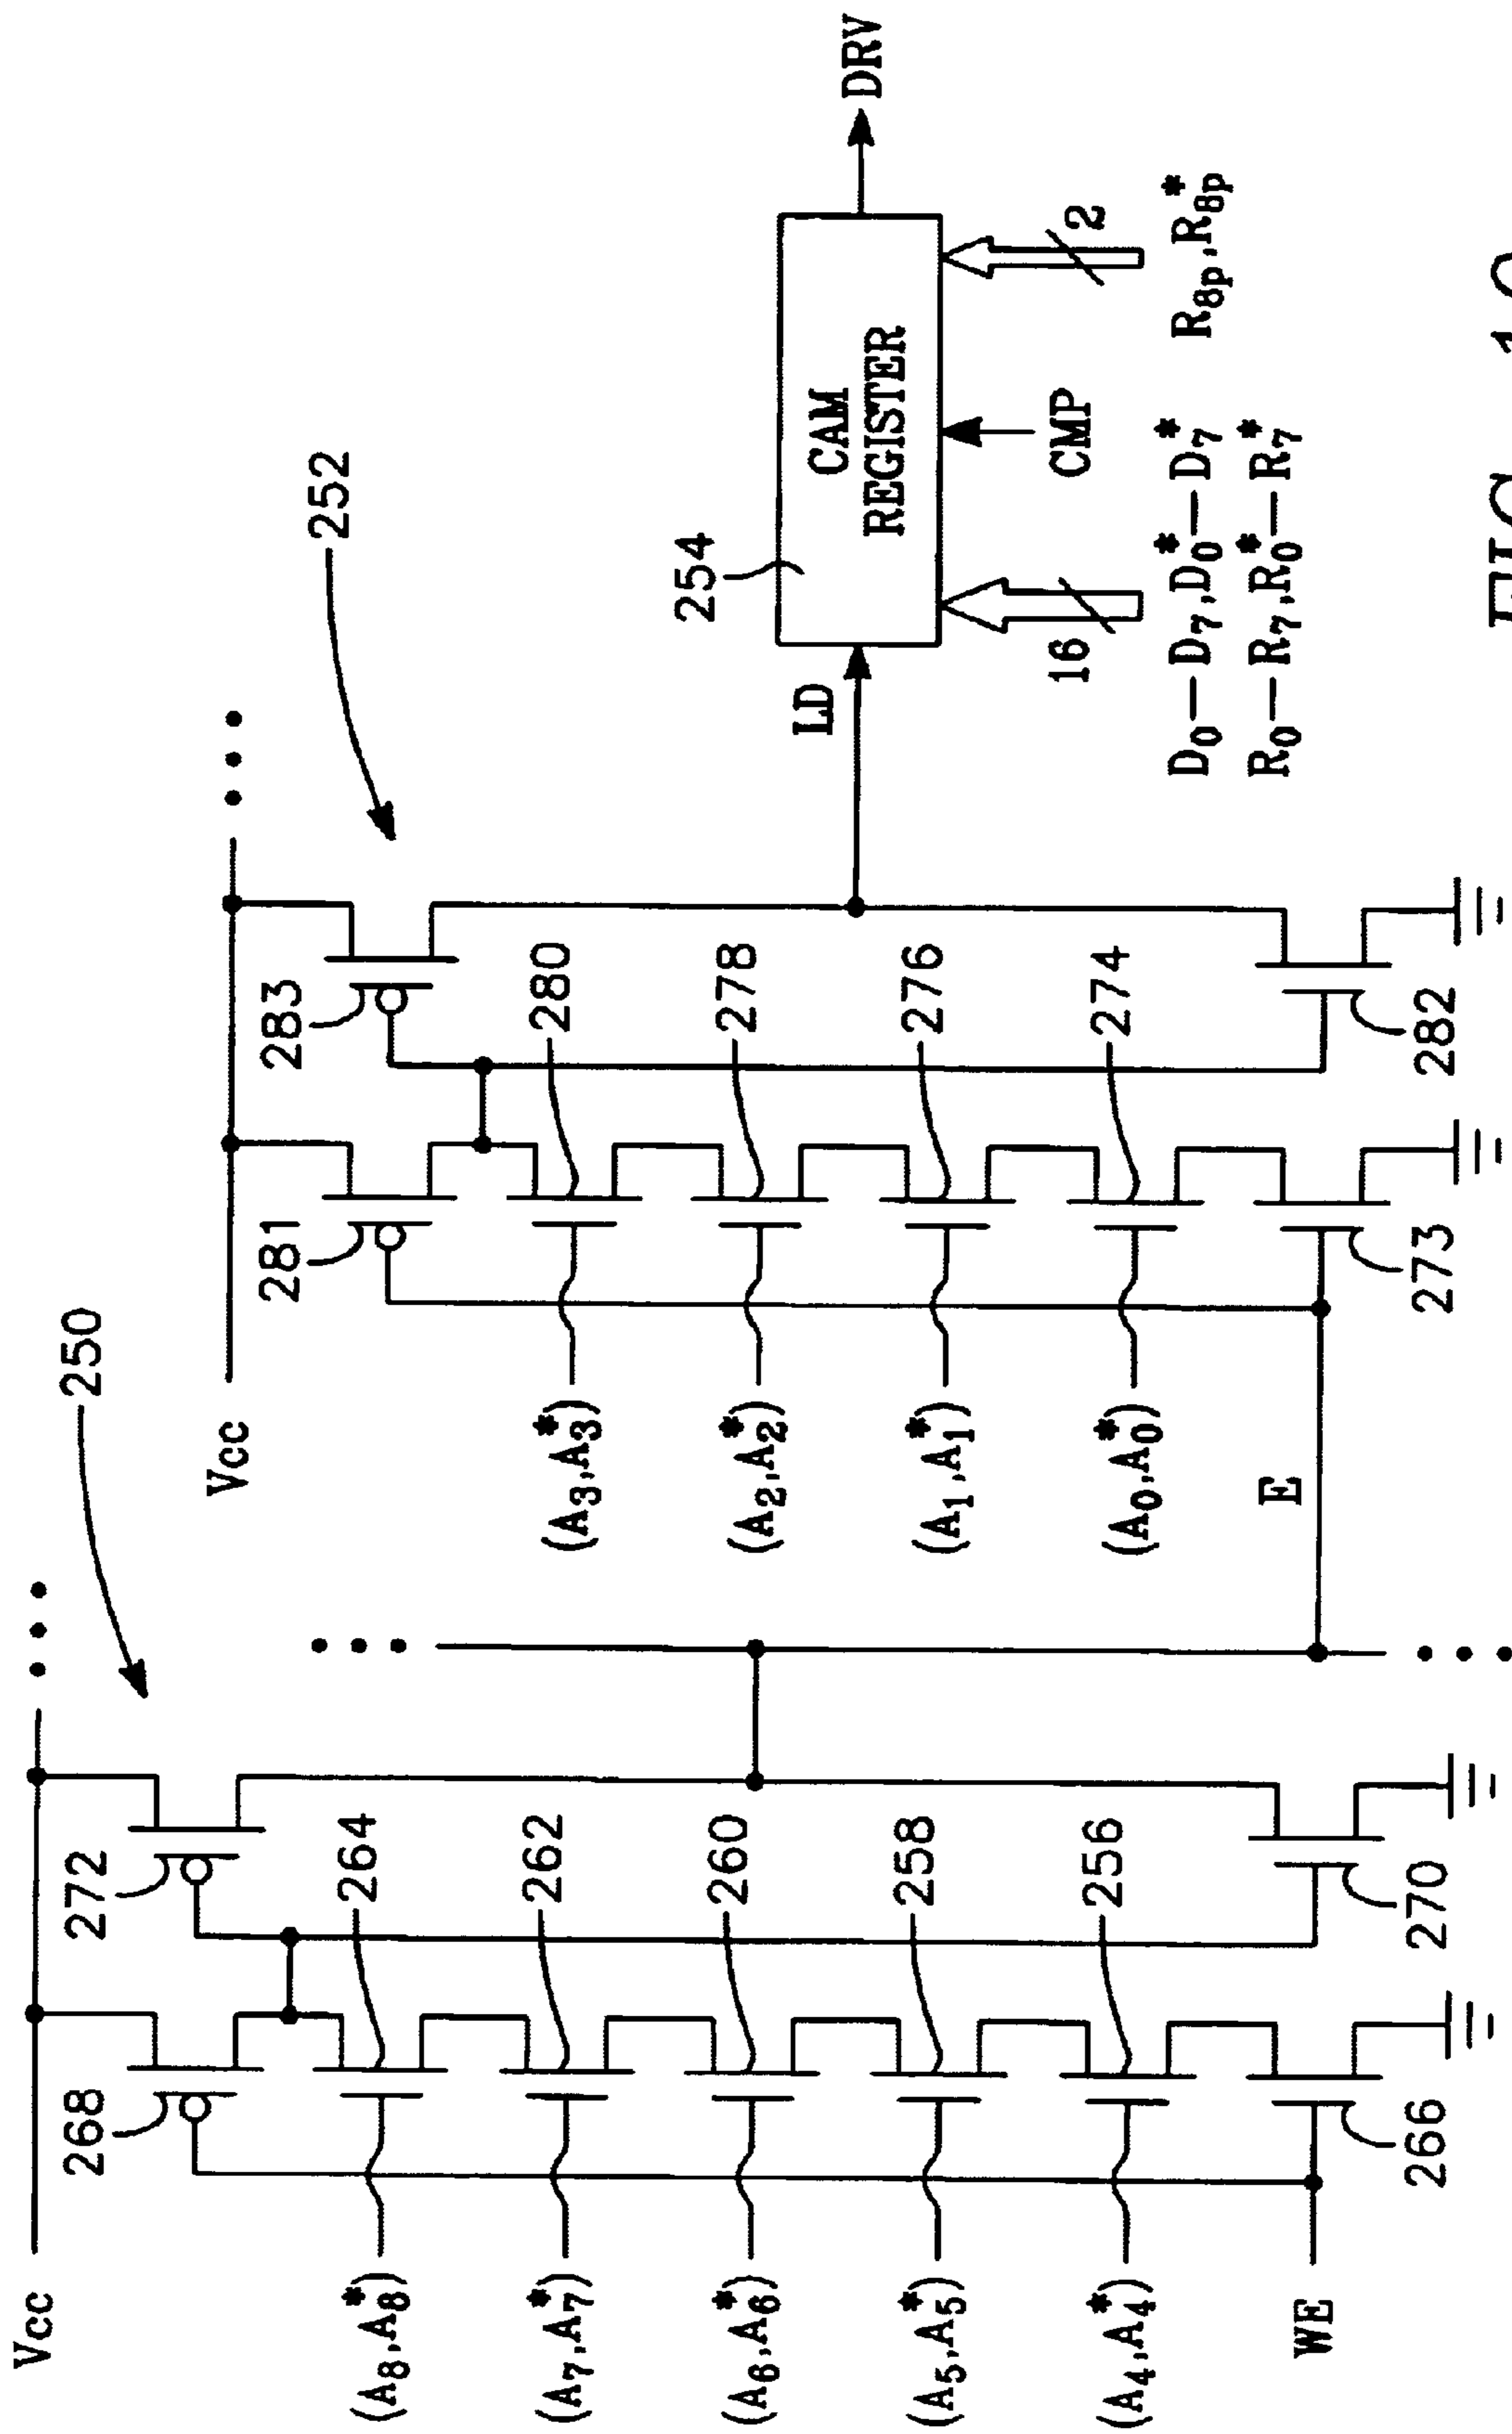 Vcc
250
268
272
Vcc
252
281
283
(A8,A8*)
264
(A7,A7*)
262
(A6,A6*)
260
(A5,A5*)
258
(A4,A4*)
256
WE
266
270
(A3,A3*)
280
(A2,A2*)
278
(A1,A1*)
276
(A0,A0*)
274
E
273
282
254
LD
CAM
REGISTER
DRV
16
CMP
2
D0—D7,D0*—D7*
R0—R7,R0*—R7*
R8p,R8p*
FIG